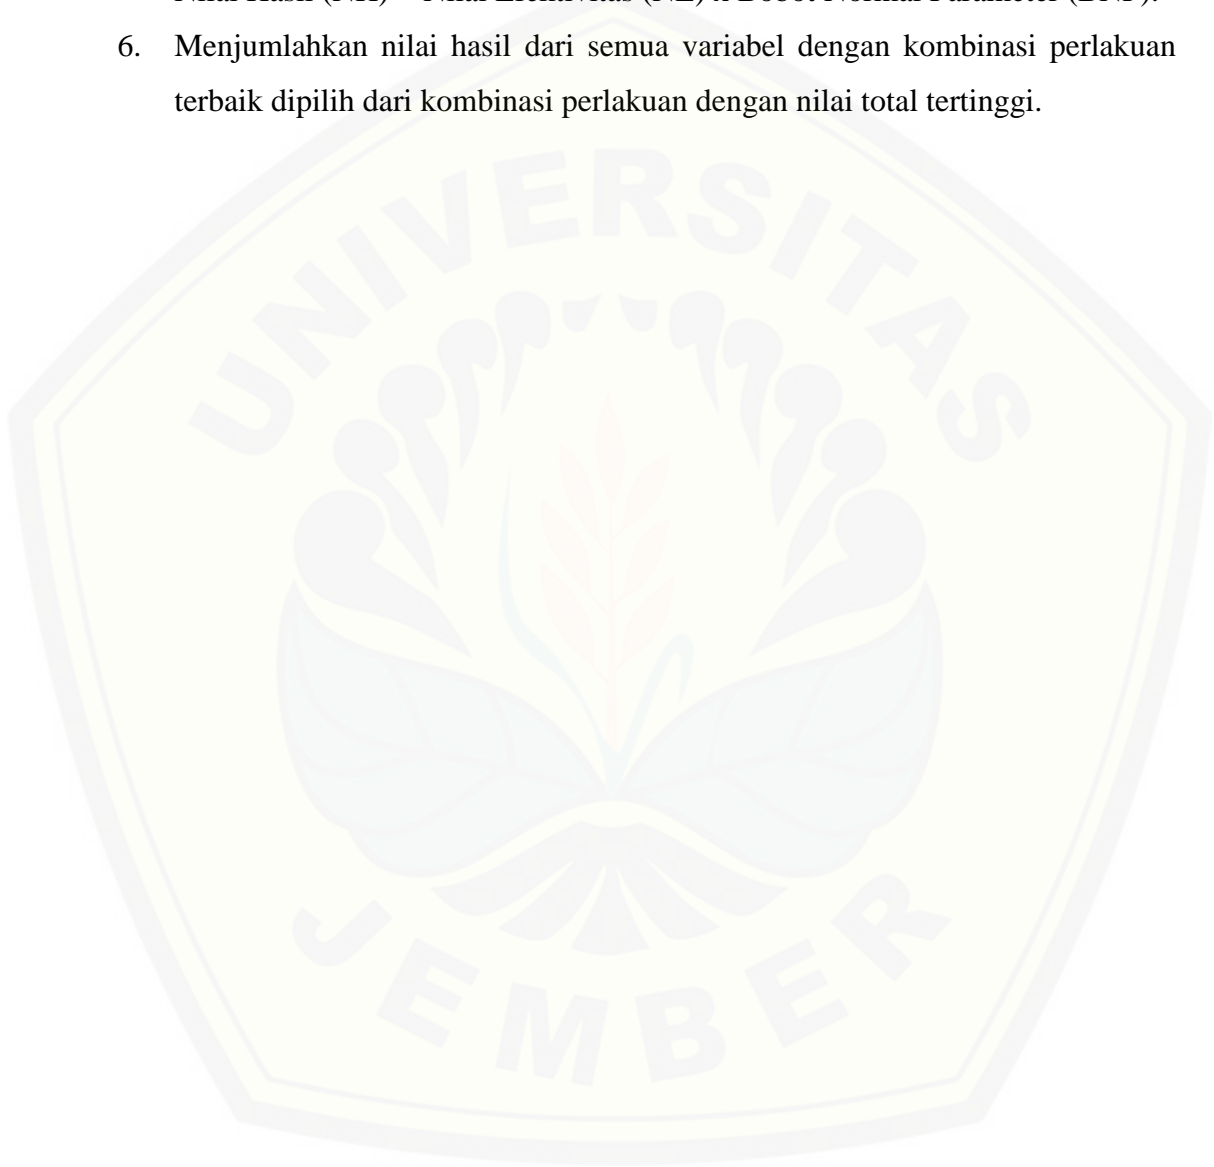 Nilai Hasil (NH) = Nilai Efektivitas (NE) x Bobot Normal Parameter (BNP).
6. Menjumlahkan nilai hasil dari semua variabel dengan kombinasi perlakuan
terbaik dipilih dari kombinasi perlakuan dengan nilai total tertinggi.
UNIVERSITAS
JEMBER